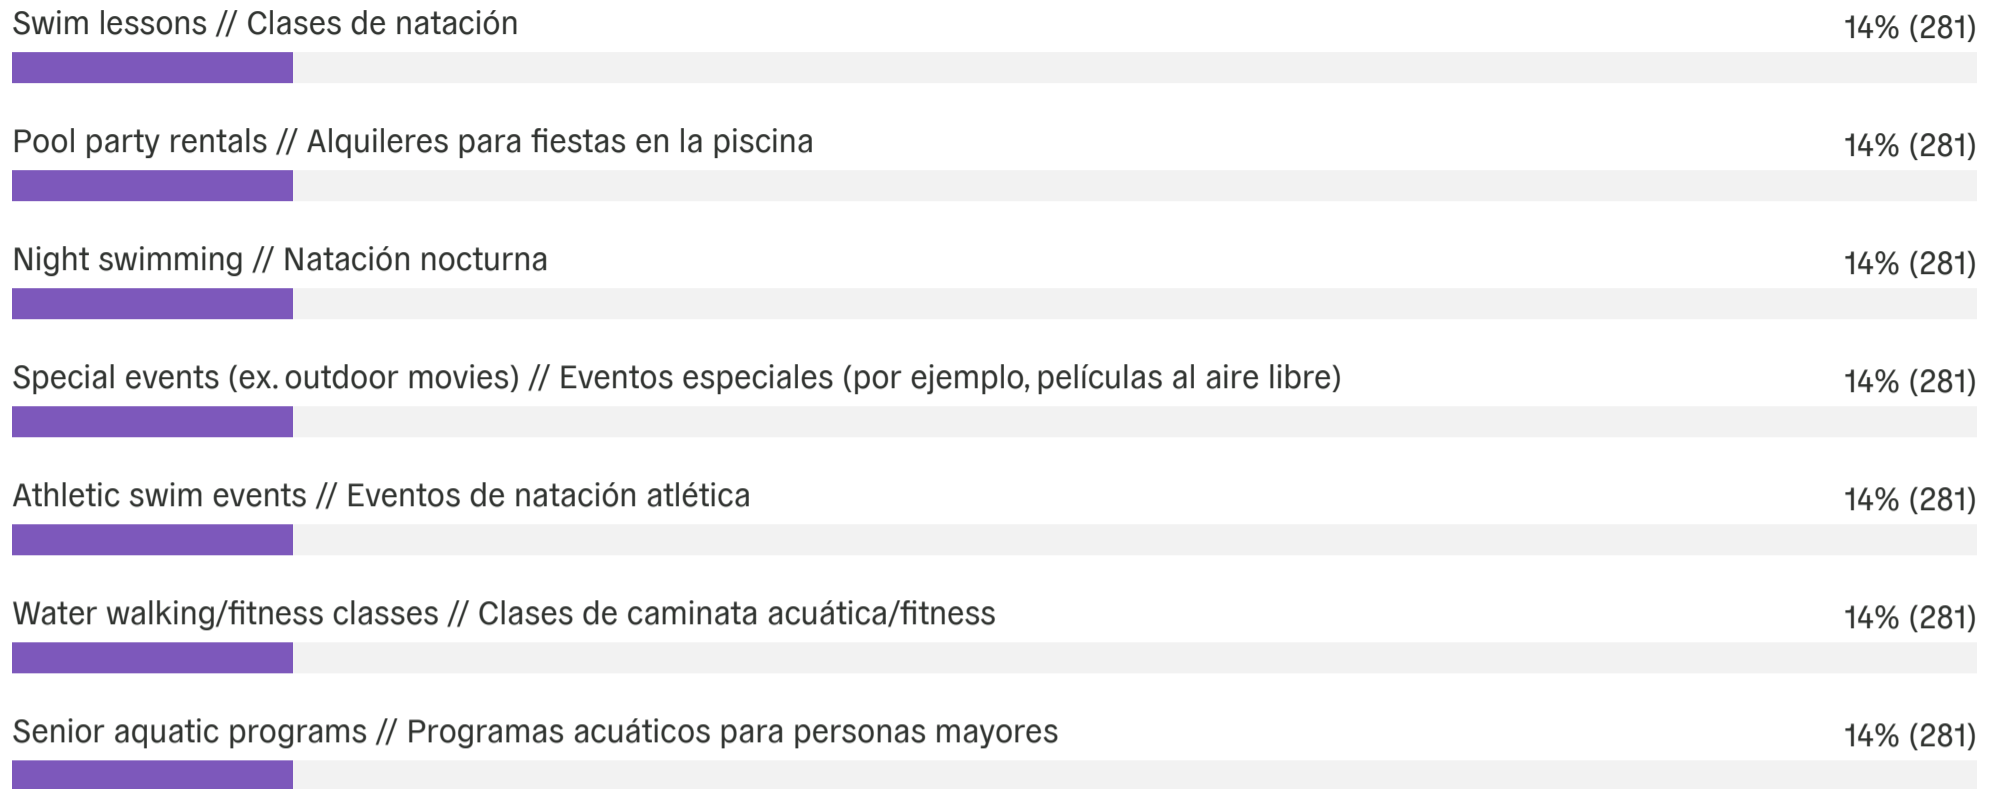 Swim lessons // Clases de natación 14% (281)
Pool party rentals // Alquileres para fiestas en la piscina 14% (281)
Night swimming // Natación nocturna 14% (281)
Special events (ex. outdoor movies) // Eventos especiales (por ejemplo, películas al aire libre) 14% (281)
Athletic swim events // Eventos de natación atlética 14% (281)
Water walking/fitness classes // Clases de caminata acuática/fitness 14% (281)
Senior aquatic programs // Programas acuáticos para personas mayores 14% (281)